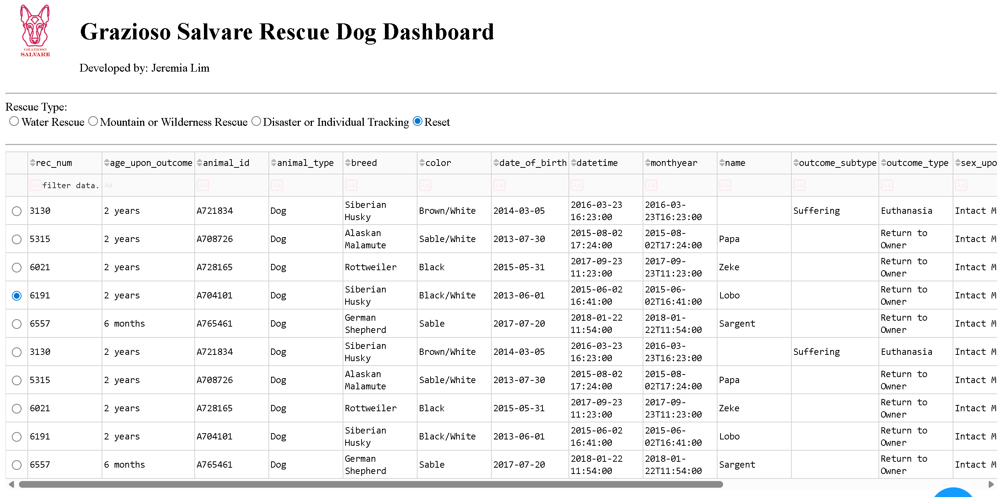 GRAZIOSO
SALVARE
Grazioso Salvare Rescue Dog Dashboard
Developed by: Jeremia Lim
Rescue Type:
Water Rescue Mountain or Wilderness Rescue Disaster or Individual Tracking Reset
rec_num age_upon_outcome animal_id animal_type breed color date_of_birth datetime monthyear name outcome_subtype outcome_type sex_upo
Aa filter data. Aa Aa Aa Aa Aa Aa Aa Aa Aa Aa Aa Aa
3130 2 years A721834 Dog Siberian Husky Brown/White 2014-03-05 2016-03-23 16:23:00 2016-03-23T16:23:00 Suffering Euthanasia Intact M
5315 2 years A708726 Dog Alaskan Malamute Sable/White 2013-07-30 2015-08-02 17:24:00 2015-08-02T17:24:00 Papa Return to Owner Intact M
6021 2 years A728165 Dog Rottweiler Black 2015-05-31 2017-09-23 11:23:00 2017-09-23T11:23:00 Zeke Return to Owner Intact M
6191 2 years A704101 Dog Siberian Husky Black/White 2013-06-01 2015-06-02 16:41:00 2015-06-02T16:41:00 Lobo Return to Owner Intact M
6557 6 months A765461 Dog German Shepherd Sable 2017-07-20 2018-01-22 11:54:00 2018-01-22T11:54:00 Sargent Return to Owner Intact M
3130 2 years A721834 Dog Siberian Husky Brown/White 2014-03-05 2016-03-23 16:23:00 2016-03-23T16:23:00 Suffering Euthanasia Intact M
5315 2 years A708726 Dog Alaskan Malamute Sable/White 2013-07-30 2015-08-02 17:24:00 2015-08-02T17:24:00 Papa Return to Owner Intact M
6021 2 years A728165 Dog Rottweiler Black 2015-05-31 2017-09-23 11:23:00 2017-09-23T11:23:00 Zeke Return to Owner Intact M
6191 2 years A704101 Dog Siberian Husky Black/White 2013-06-01 2015-06-02 16:41:00 2015-06-02T16:41:00 Lobo Return to Owner Intact M
6557 6 months A765461 Dog German Shepherd Sable 2017-07-20 2018-01-22 11:54:00 2018-01-22T11:54:00 Sargent Return to Owner Intact M